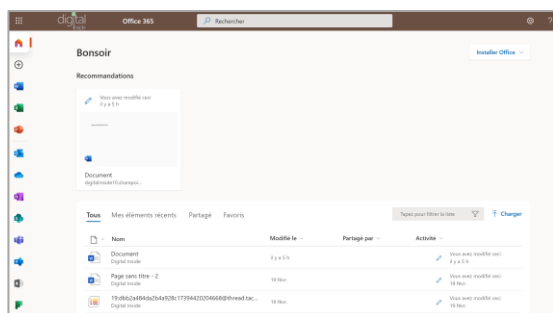 digital
inside
Office 365
Rechercher
Bonsoir
Installer Office
Recommandations
Vous avez modifié ceci
il y a 5 h
Document
Tous Mes éléments récents Partagé Favoris
Tapez pour filtrer la liste
Charger
Nom Modifié le Partagé par Activité
Document
Digital Inside
il y a 5 h
Vous avez modifié ceci
il y a 5 h
Page sans titre - 2
Digital Inside
18 févr.
Vous avez modifié ceci
18 févr.
Digital Inside
18 févr.
Vous avez modifié ceci
18 févr.